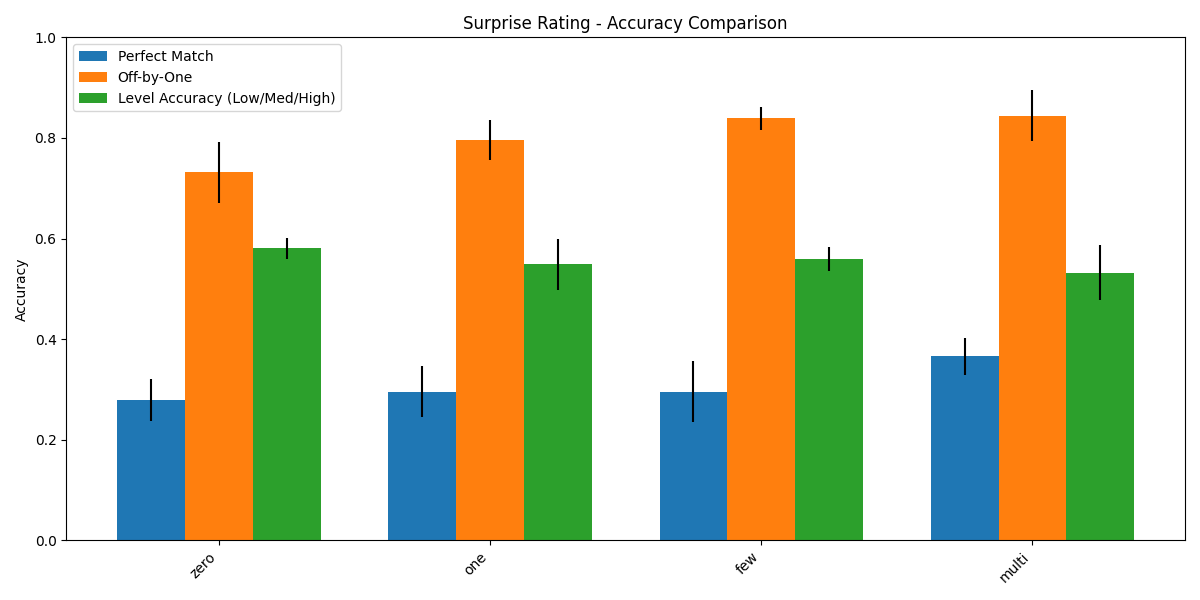 Surprise Rating - Accuracy Comparison
Perfect Match
Off-by-One
Level Accuracy (Low/Med/High)
Accuracy
1.0
0.8
0.6
0.4
0.2
0.0
zero
one
few
multi